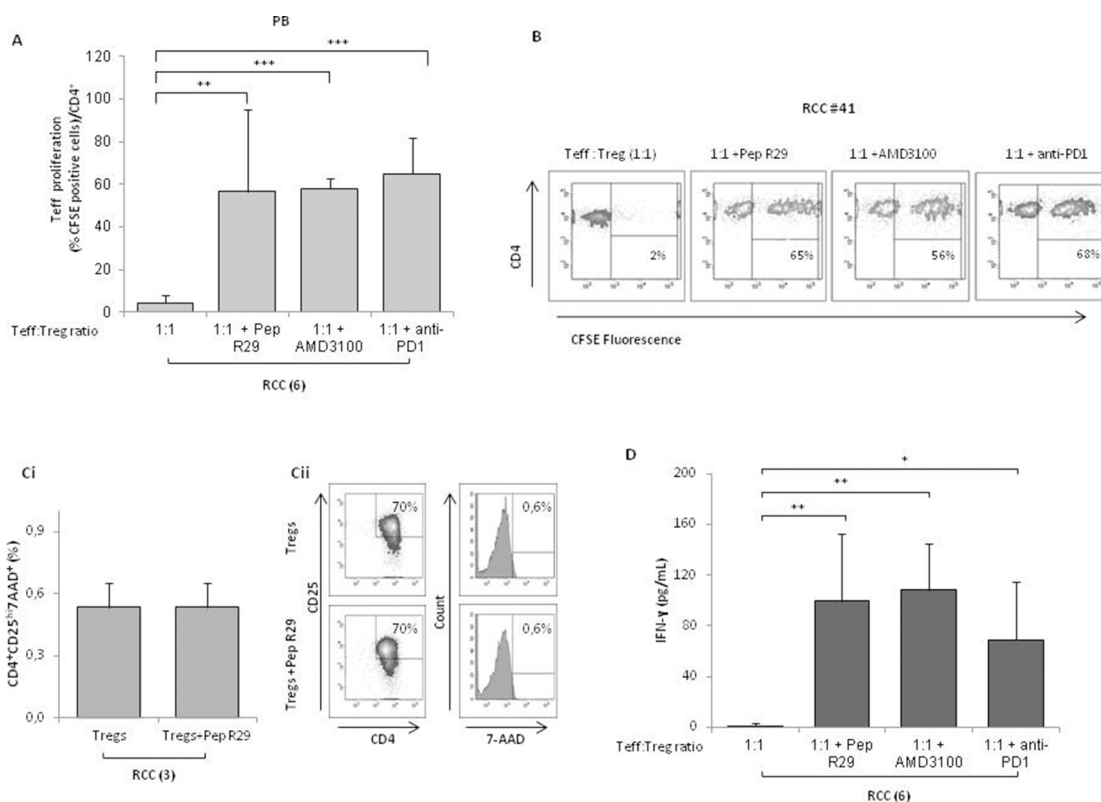 PB
A
+++
+++
++
Teff proliferation
(% CFSE positive cells)/CD4⁺
120
100
80
60
40
20
0
Teff:Treg ratio
1:1
1:1 + Pep R29
1:1 + AMD3100
1:1 + anti-PD1
RCC (6)
B
RCC #41
Teff : Treg (1:1)
1:1 +Pep R29
1:1 +AMD3100
1:1 + anti-PD1
CD4
2%
65%
56%
68%
CFSE Fluorescence
Ci
CD4⁺CD25ʰⁱ7AAD⁺ (%)
0,9
0,6
0,3
0,0
Tregs
Tregs+Pep R29
RCC (3)
Cii
Tregs
Tregs +Pep R29
CD25
Count
70%
0,6%
70%
0,6%
CD4
7-AAD
D
+
++
++
IFN-γ (pg/mL)
200
160
120
80
40
0
Teff:Treg ratio
1:1
1:1 + Pep R29
1:1 + AMD3100
1:1 + anti-PD1
RCC (6)